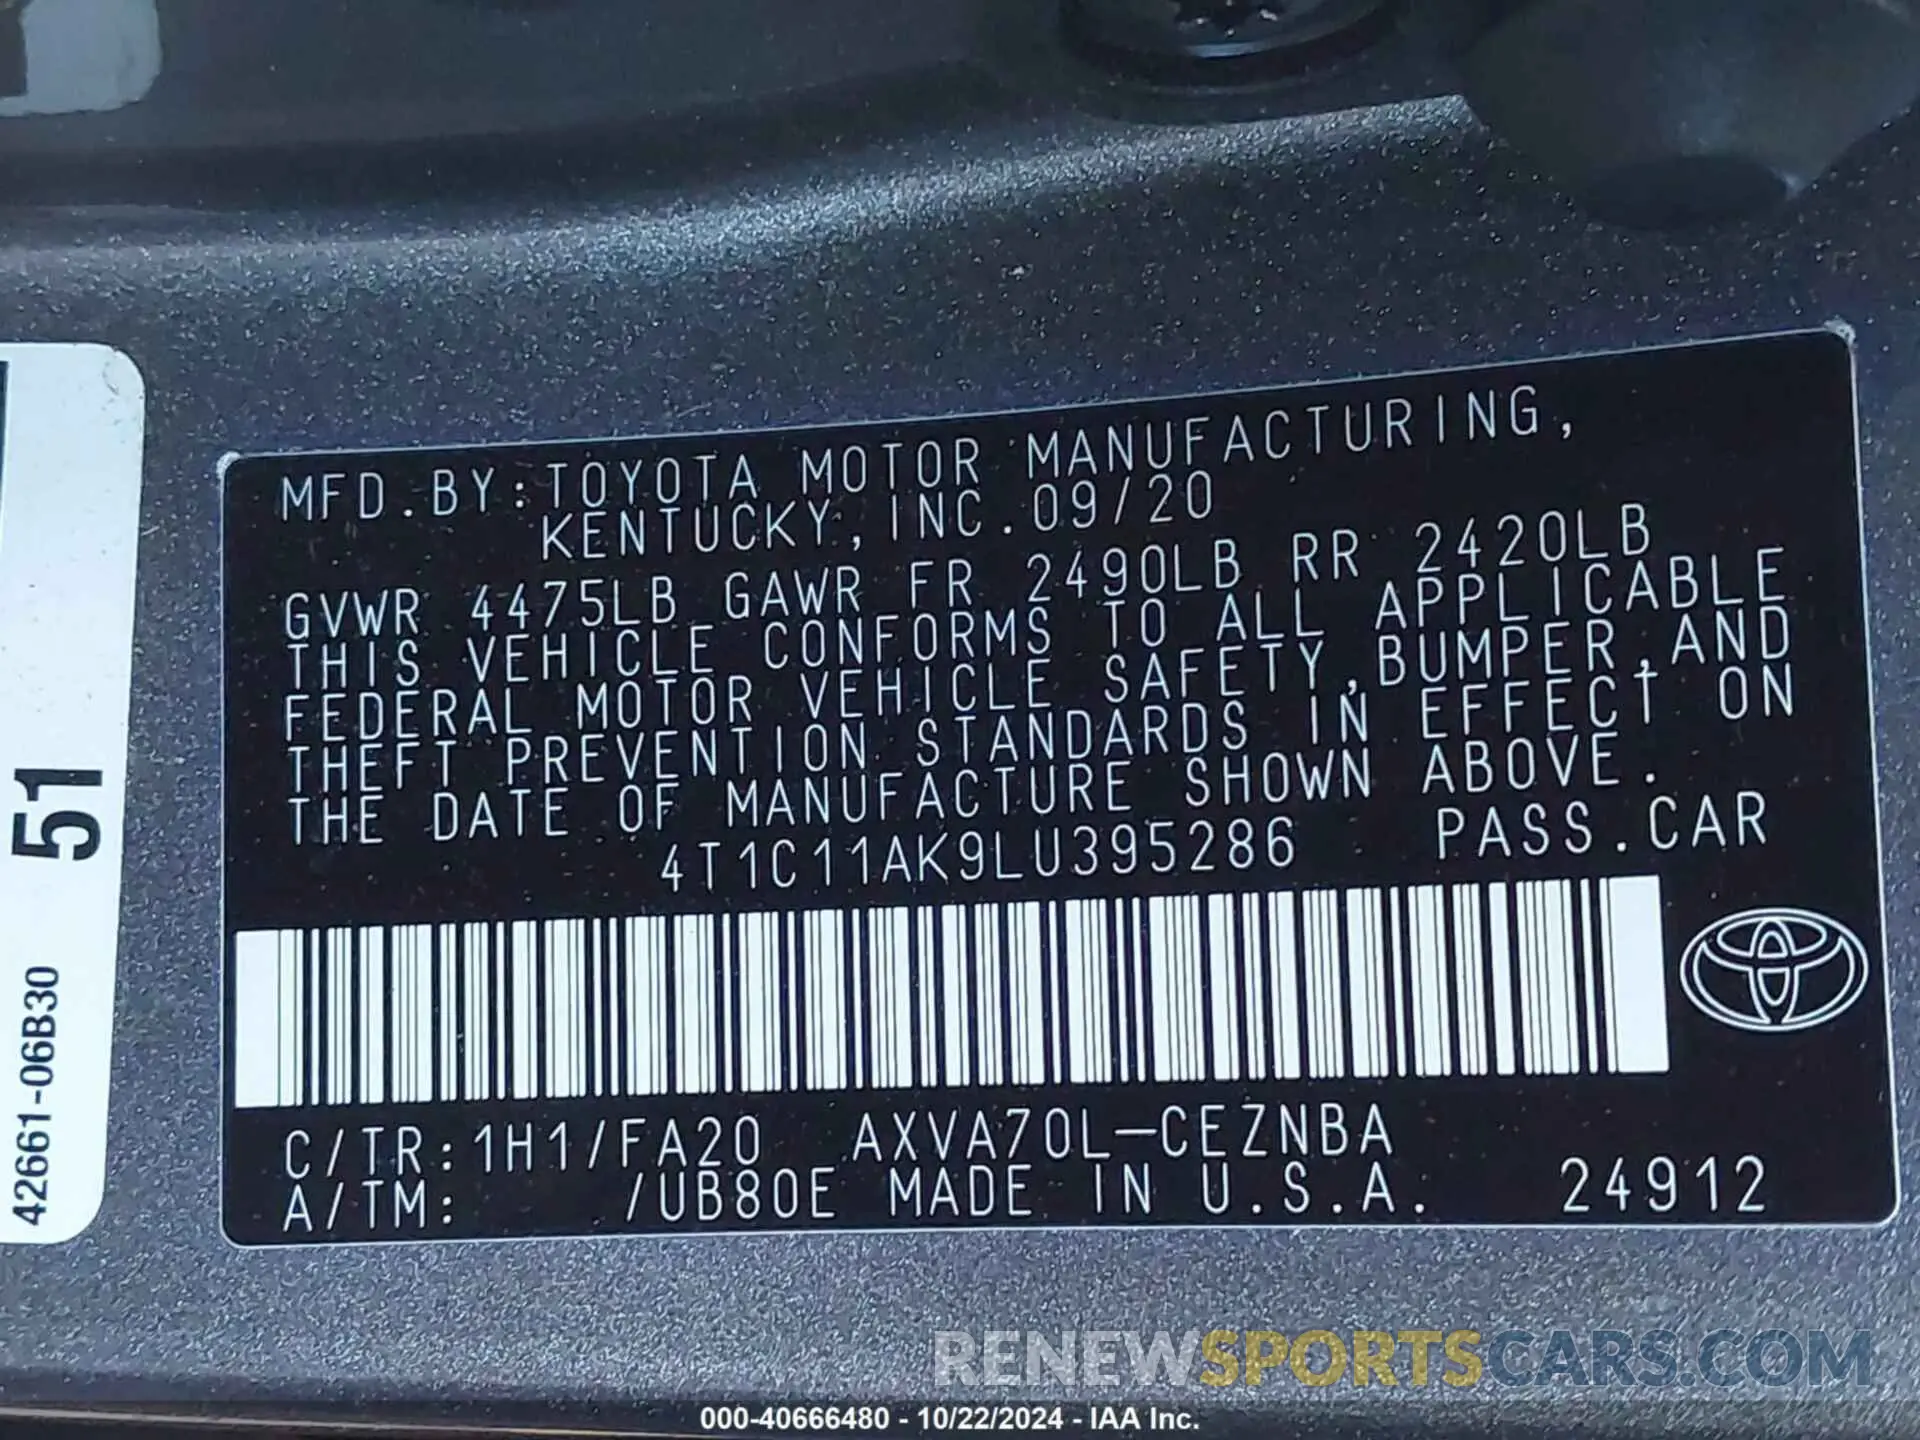 MFD. BY: TOYOTA MOTOR MANUFACTURING,
KENTUCKY, INC. 09/20
GVWR 4475LB GAWR FR 2490LB RR 2420LB
THIS VEHICLE CONFORMS TO ALL APPLICABLE
FEDERAL MOTOR VEHICLE SAFETY, BUMPER, AND
THEFT PREVENTION STANDARDS IN EFFECT ON
THE DATE OF MANUFACTURE SHOWN ABOVE.
4T1C11AK9LU395286 PASS. CAR
C/TR: 1H1/FA20 AXVA70L-CEZNBA
A/TM: /UB80E MADE IN U.S.A. 24912
51
42661-06B30
RENEWSPORTSCARS.COM
000-40666480 - 10/22/2024 - IAA Inc.